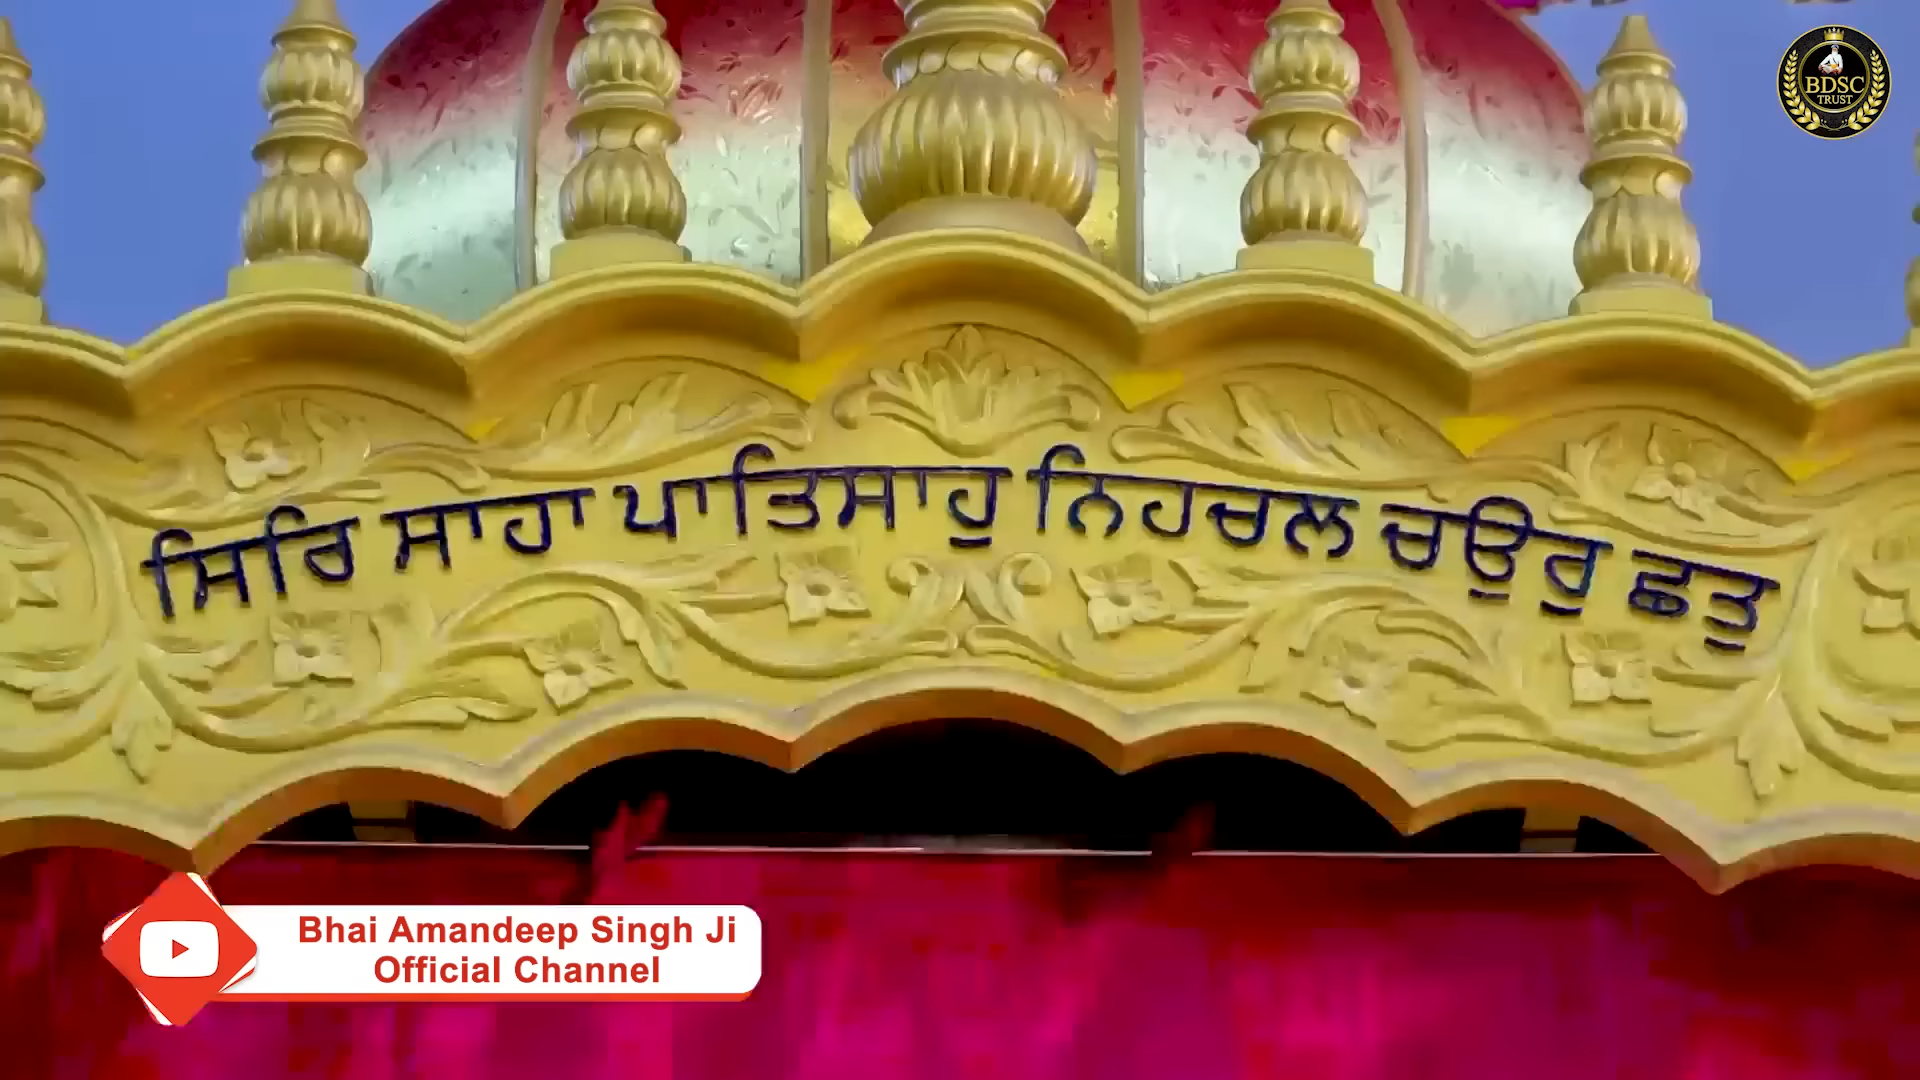 BDSC
TRUST
ਸਿਰਿ ਸਾਹਾ ਪਾਤਿਸਾਹੁ ਨਿਹਚਲ ਚਉਰੁ ਛਤੁ
Bhai Amandeep Singh Ji
Official Channel